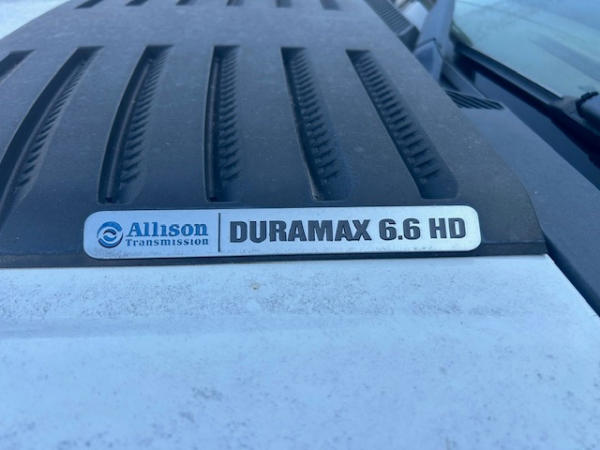 Allison
Transmission
DURAMAX 6.6 HD